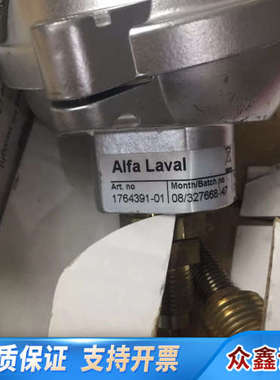 Alfa Laval
Art. no
Month/Batch no
1764391-01
08/327668-A7
质保证 支持开票
众鑫